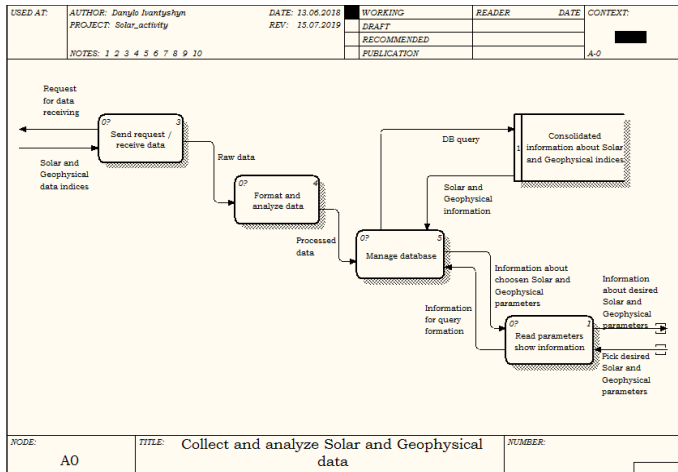 USED AT:
AUTHOR: Danylo Ivantyshyn
DATE: 13.06.2018
PROJECT: Solar_activity
REV: 15.07.2019
NOTES: 1 2 3 4 5 6 7 8 9 10
WORKING
DRAFT
RECOMMENDED
PUBLICATION
READER
DATE
CONTEXT:
A-0
Request
for data
receiving
0?
3
Send request /
receive data
Solar and
Geophysical
data indices
Raw data
0?
4
Format and
analyze data
Processed
data
DB query
1
Consolidated
information about Solar
and Geophysical indices
Solar and
Geophysical
information
0?
5
Manage database
Information about
choosen Solar and
Geophysical
parameters
Information
for query
formation
0?
1
Read parameters
show information
Information
about desired
Solar and
Geophysical
parameters
Pick desired
Solar and
Geophysical
parameters
NODE:
A0
TITLE:
Collect and analyze Solar and Geophysical
data
NUMBER: